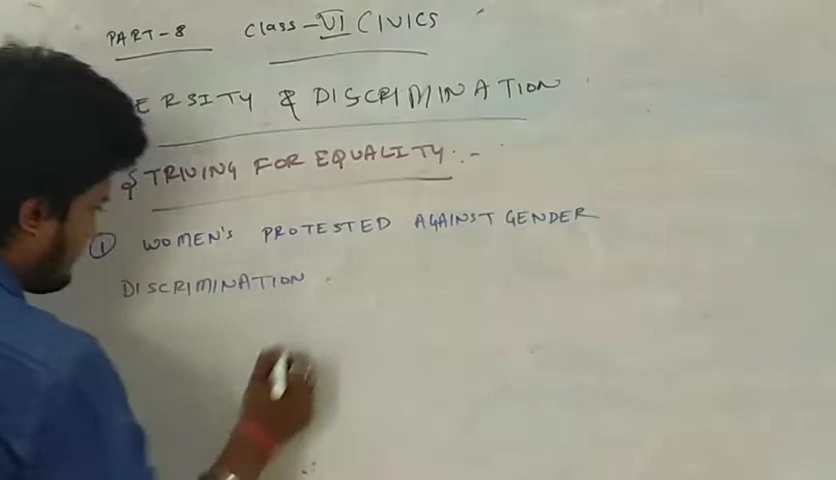 PART-8 Class-VI CIVICS
ERSITY & DISCRIMINATION
STRIVING FOR EQUALITY:-
① WOMEN'S PROTESTED AGAINST GENDER
DISCRIMINATION.